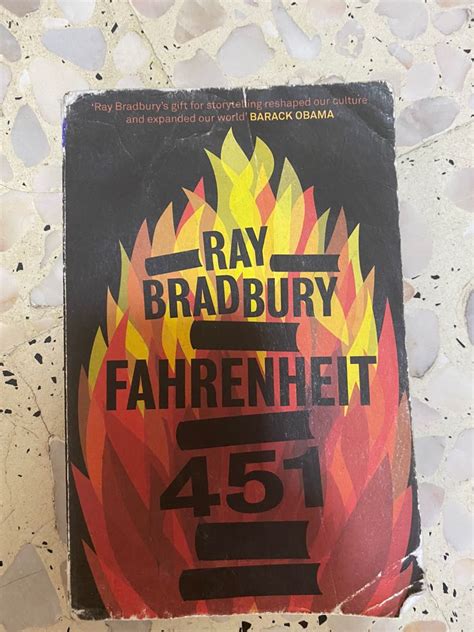 'Ray Bradbury's gift for storytelling reshaped our culture
and expanded our world' BARACK OBAMA
RAY
BRADBURY
FAHRENHEIT
451